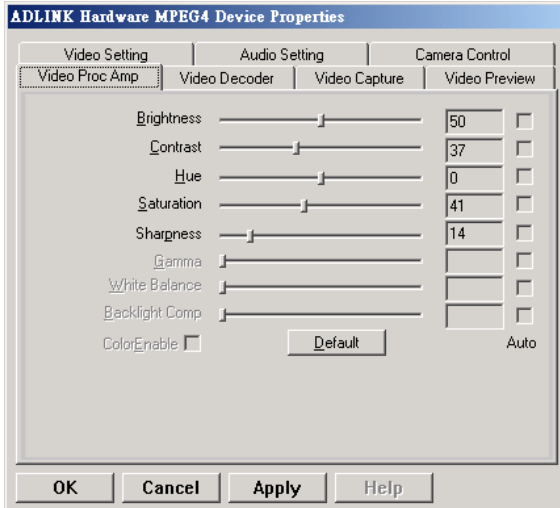 ADLINK Hardware MPEG4 Device Properties
Video Setting Audio Setting Camera Control
Video Proc Amp Video Decoder Video Capture Video Preview
Brightness 50
Contrast 37
Hue 0
Saturation 41
Sharpness 14
Gamma
White Balance
Backlight Comp
ColorEnable Default Auto
OK Cancel Apply Help